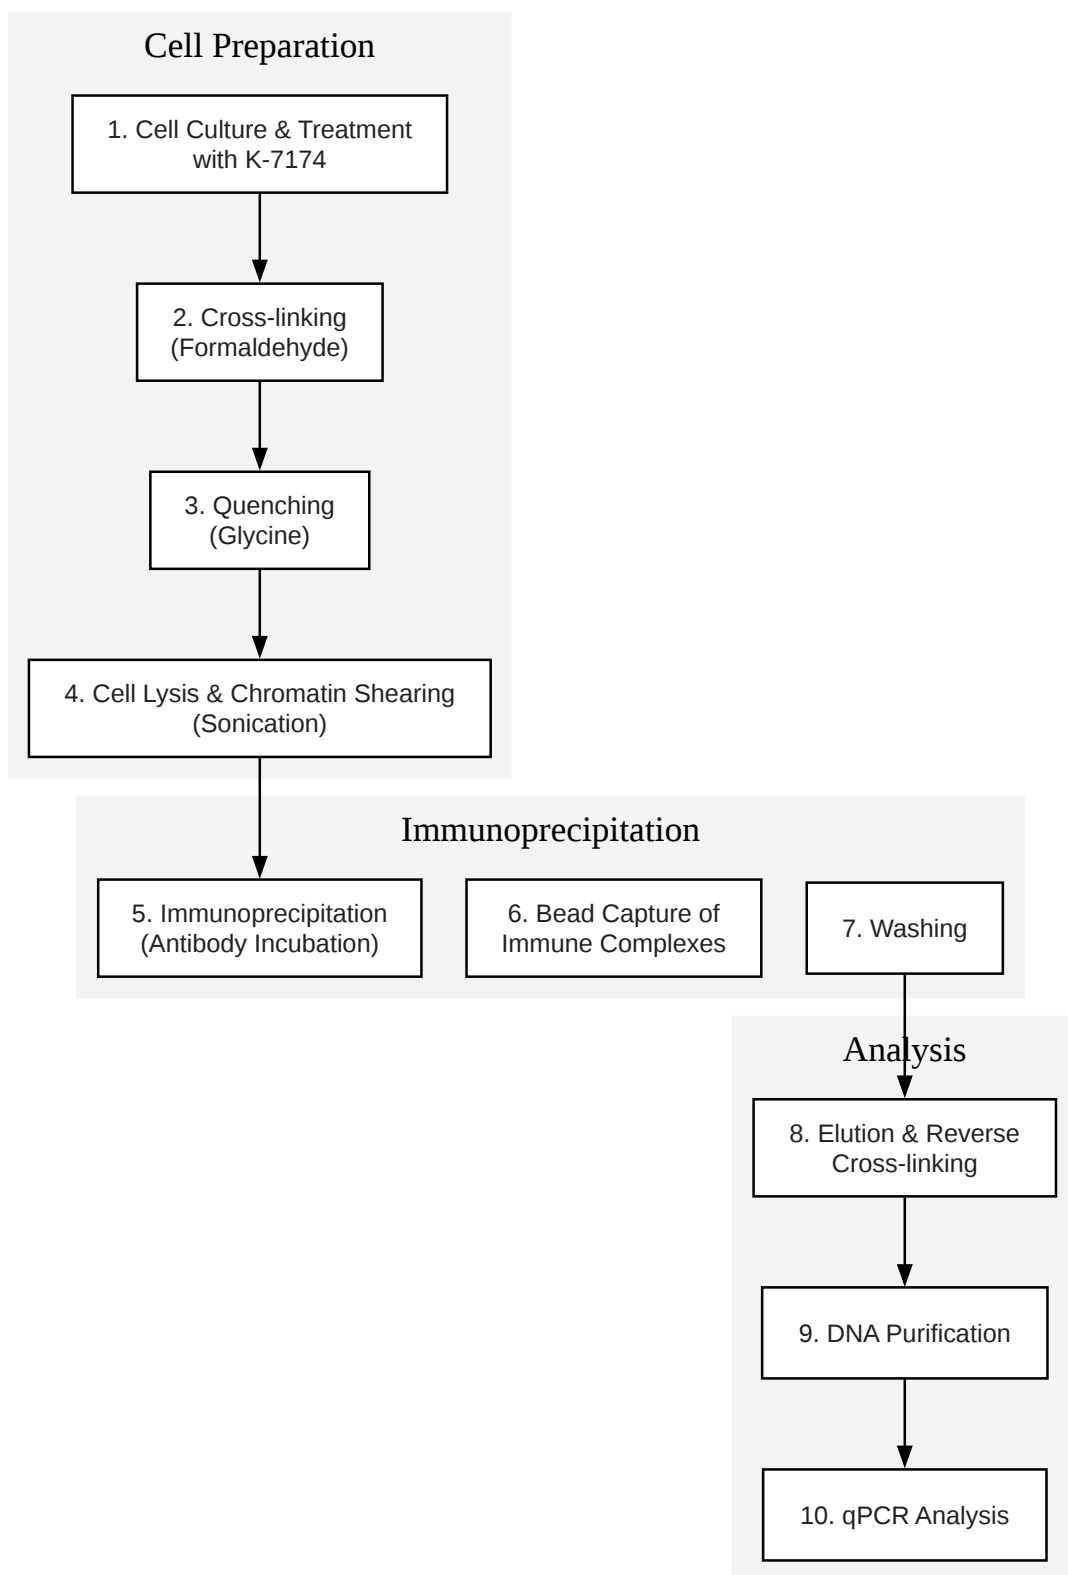 Cell Preparation
1. Cell Culture & Treatment
with K-7174
2. Cross-linking
(Formaldehyde)
3. Quenching
(Glycine)
4. Cell Lysis & Chromatin Shearing
(Sonication)
Immunoprecipitation
5. Immunoprecipitation
(Antibody Incubation)
6. Bead Capture of
Immune Complexes
7. Washing
Analysis
8. Elution & Reverse
Cross-linking
9. DNA Purification
10. qPCR Analysis